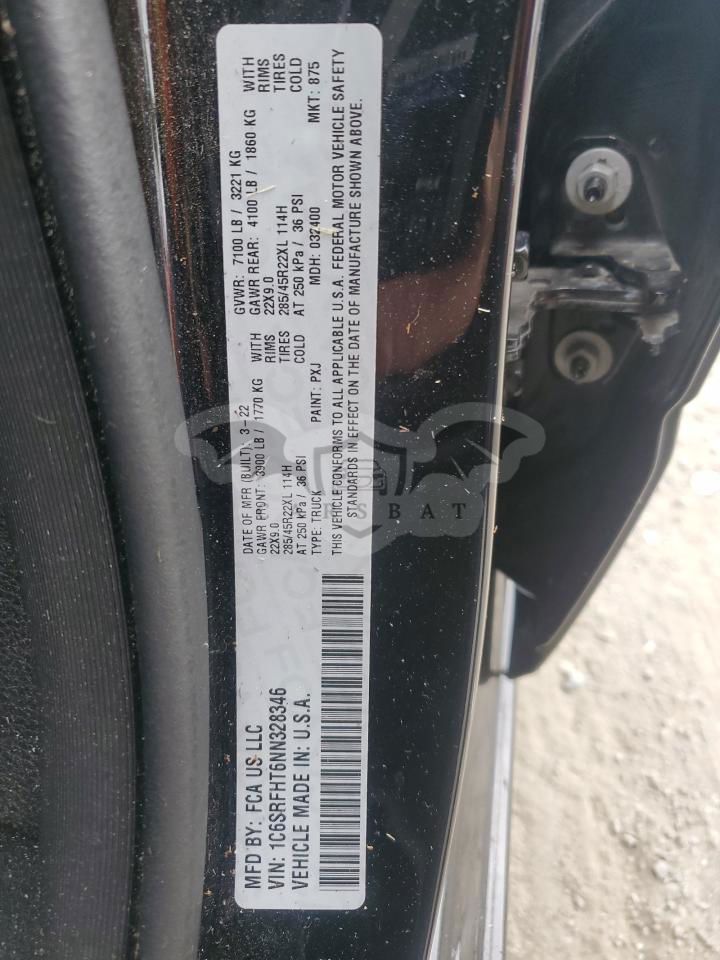 MFD BY: FCA US LLC
VIN: 1C6SRFHT6NN328346
VEHICLE MADE IN: U.S.A.
DATE OF MFR (BUILT): 3-22 GVWR: 7100 LB / 3221 KG
GAWR FRONT: 3900 LB / 1770 KG WITH GAWR REAR: 4100 LB / 1860 KG WITH
22X9.0 RIMS 22X9.0 RIMS
285/45R22XL 114H TIRES 285/45R22XL 114H TIRES
AT 250 kPa / 36 PSI COLD AT 250 kPa / 36 PSI COLD
TYPE: TRUCK PAINT: PXJ MDH: 032400 MKT: 875
THIS VEHICLE CONFORMS TO ALL APPLICABLE U.S.A. FEDERAL MOTOR VEHICLE SAFETY
STANDARDS IN EFFECT ON THE DATE OF MANUFACTURE SHOWN ABOVE.